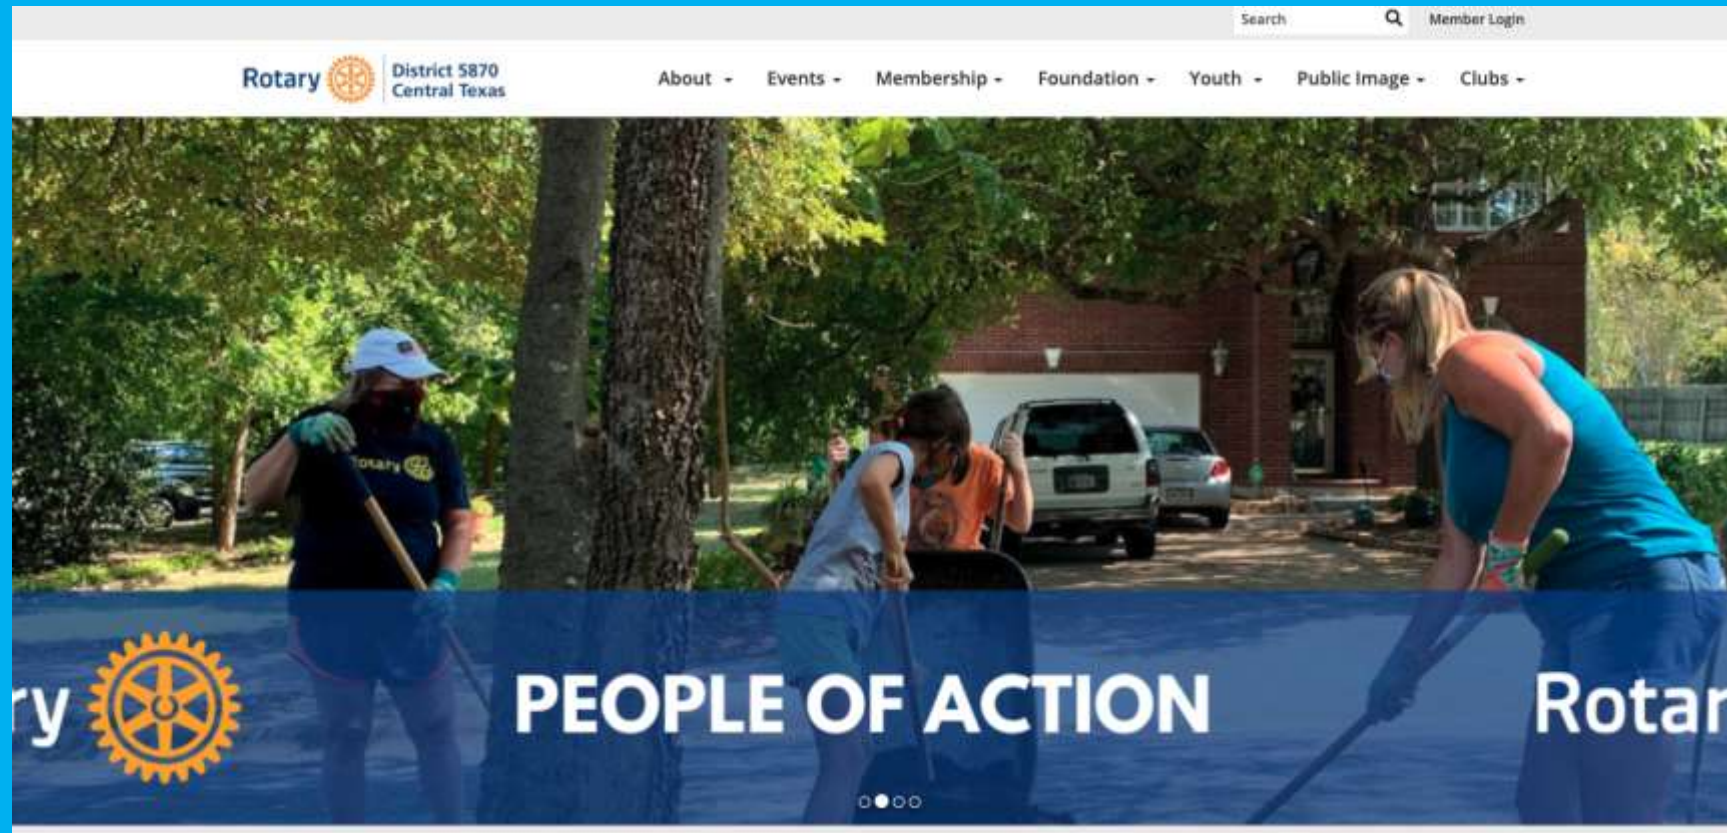 Search
Member Login
Rotary
District 5870
Central Texas
About
Events
Membership
Foundation
Youth
Public Image
Clubs
Rotary
ry
PEOPLE OF ACTION
Rotar